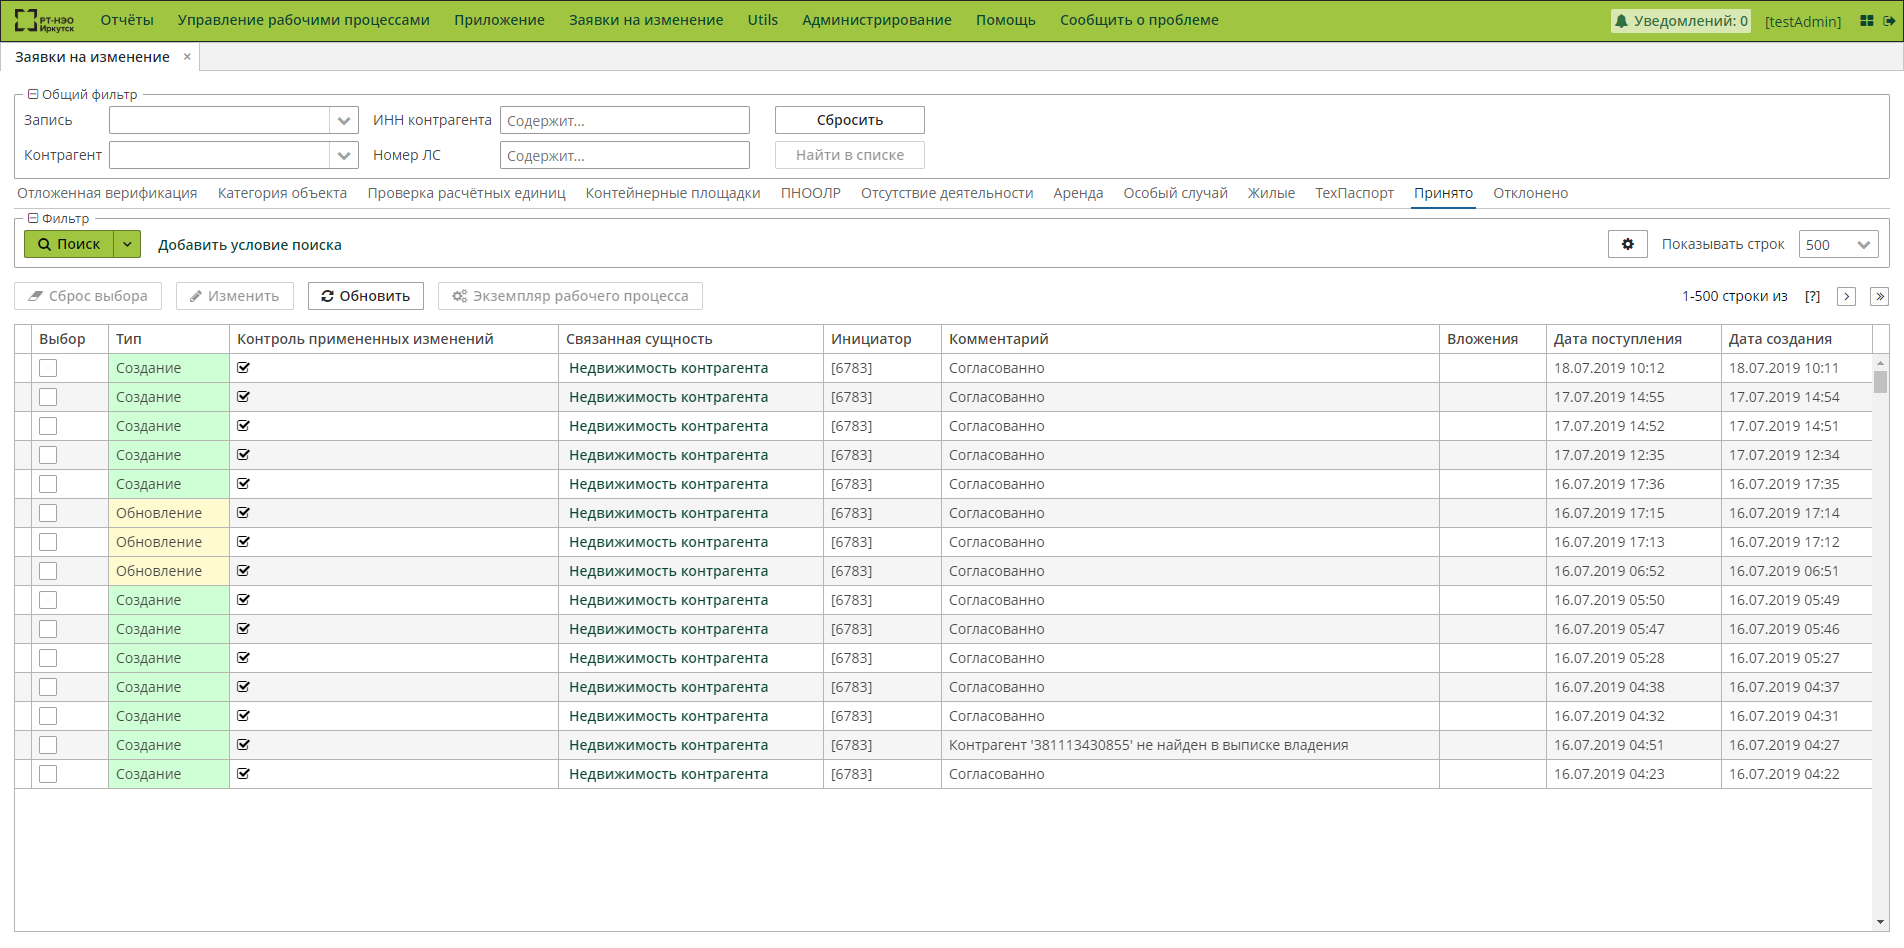 РТ-НЭО Иркутск Отчёты Управление рабочими процессами Приложение Заявки на изменение Utils Администрирование Помощь Сообщить о проблеме Уведомлений: 0 [testAdmin]
Заявки на изменение ×
Общий фильтр
Запись ИНН контрагента Содержит... Сбросить
Контрагент Номер ЛС Содержит... Найти в списке
Отложенная верификация Категория объекта Проверка расчётных единиц Контейнерные площадки ПНООЛР Отсутствие деятельности Аренда Особый случай Жилые ТехПаспорт Принято Отклонено
Фильтр
Поиск Добавить условие поиска Показывать строк 500
Сброс выбора Изменить Обновить Экземпляр рабочего процесса 1-500 строки из [?]
Выбор Тип Контроль примененных изменений Связанная сущность Инициатор Комментарий Вложения Дата поступления Дата создания
Создание Недвижимость контрагента [6783] Согласованно 18.07.2019 10:12 18.07.2019 10:11
Создание Недвижимость контрагента [6783] Согласованно 17.07.2019 14:55 17.07.2019 14:54
Создание Недвижимость контрагента [6783] Согласованно 17.07.2019 14:52 17.07.2019 14:51
Создание Недвижимость контрагента [6783] Согласованно 17.07.2019 12:35 17.07.2019 12:34
Создание Недвижимость контрагента [6783] Согласованно 16.07.2019 17:36 16.07.2019 17:35
Обновление Недвижимость контрагента [6783] Согласованно 16.07.2019 17:15 16.07.2019 17:14
Обновление Недвижимость контрагента [6783] Согласованно 16.07.2019 17:13 16.07.2019 17:12
Обновление Недвижимость контрагента [6783] Согласованно 16.07.2019 06:52 16.07.2019 06:51
Создание Недвижимость контрагента [6783] Согласованно 16.07.2019 05:50 16.07.2019 05:49
Создание Недвижимость контрагента [6783] Согласованно 16.07.2019 05:47 16.07.2019 05:46
Создание Недвижимость контрагента [6783] Согласованно 16.07.2019 05:28 16.07.2019 05:27
Создание Недвижимость контрагента [6783] Согласованно 16.07.2019 04:38 16.07.2019 04:37
Создание Недвижимость контрагента [6783] Согласованно 16.07.2019 04:32 16.07.2019 04:31
Создание Недвижимость контрагента [6783] Контрагент '381113430855' не найден в выписке владения 16.07.2019 04:51 16.07.2019 04:27
Создание Недвижимость контрагента [6783] Согласованно 16.07.2019 04:23 16.07.2019 04:22